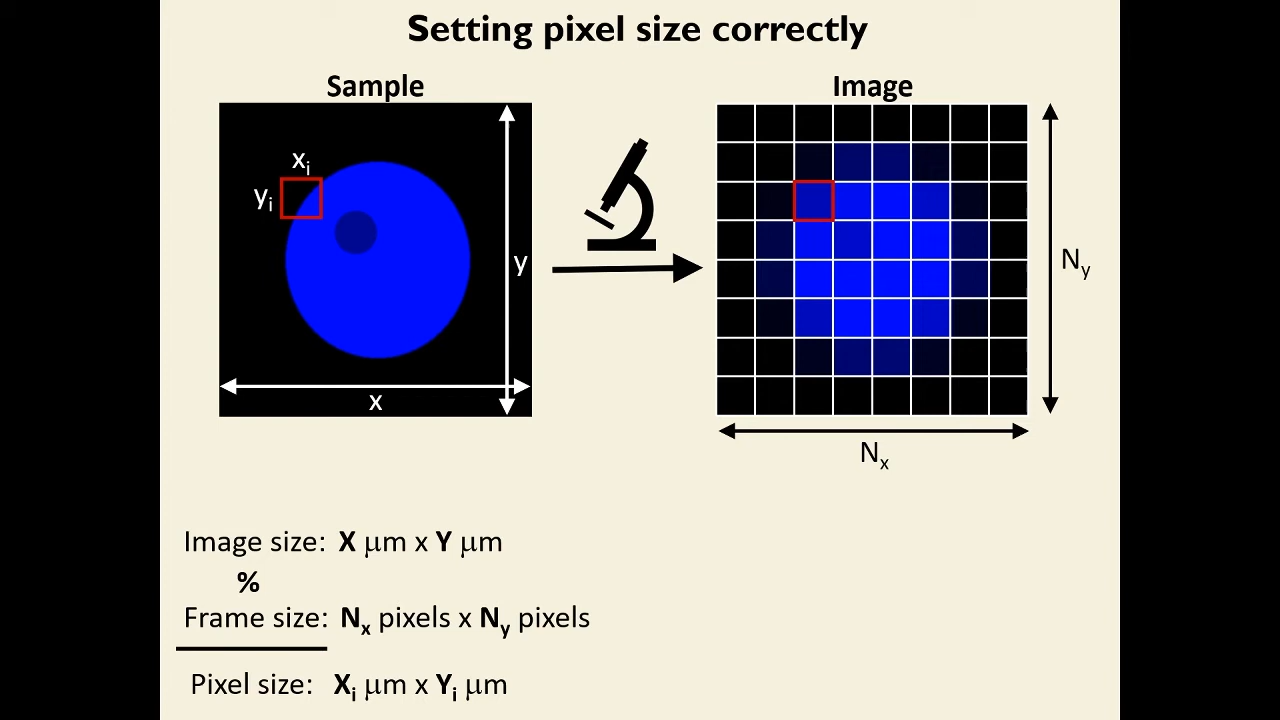 Setting pixel size correctly
Sample
Image
xi
yi
y
x
Ny
Nx
Image size: X μm x Y μm
%
Frame size: Nx pixels x Ny pixels
Pixel size: Xi μm x Yi μm